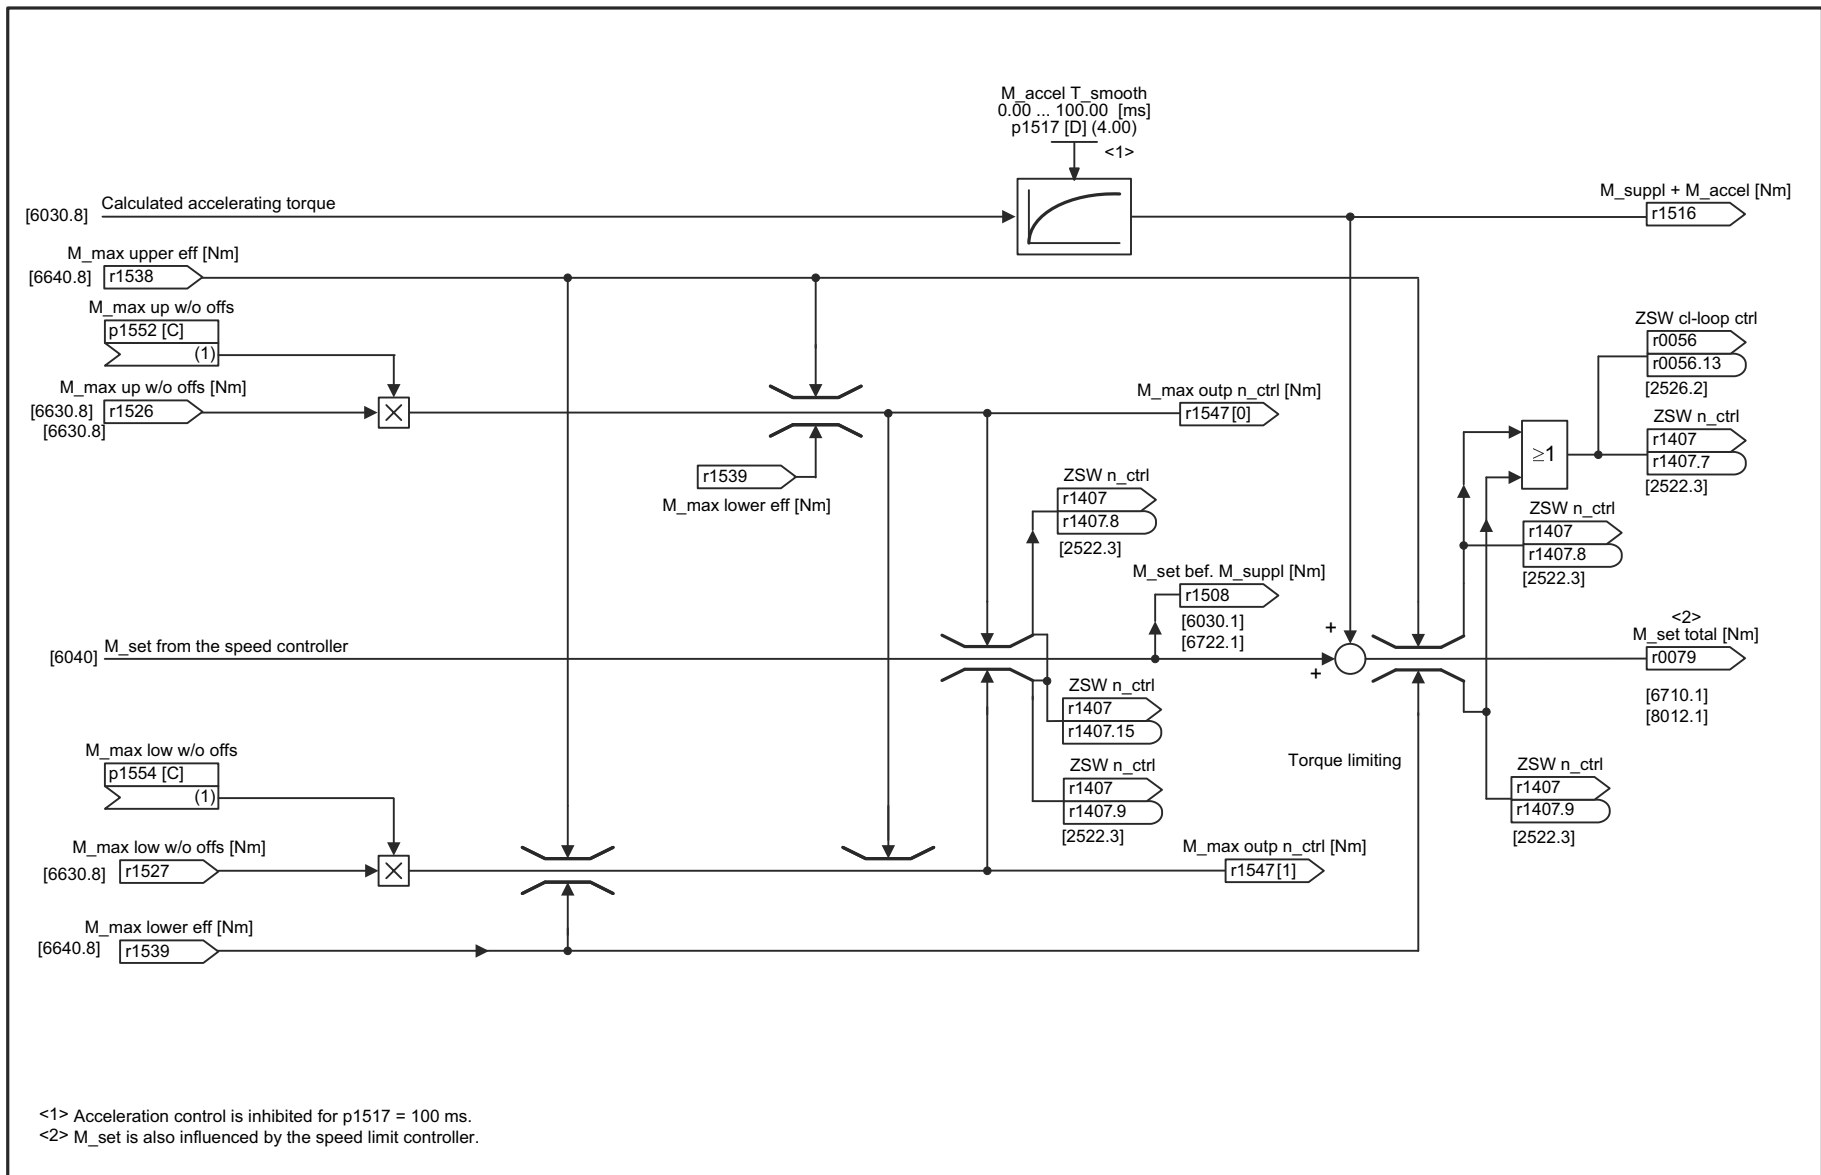 M_accel T_smooth
0.00 ... 100.00 [ms]
p1517 [D] (4.00)
<1>
[6030.8]
Calculated accelerating torque
M_suppl + M_accel [Nm]
r1516
M_max upper eff [Nm]
[6640.8]
r1538
M_max up w/o offs
p1552 [C]
(1)
M_max up w/o offs [Nm]
[6630.8]
r1526
[6630.8]
r1539
M_max lower eff [Nm]
M_max outp n_ctrl [Nm]
r1547[0]
ZSW cl-loop ctrl
r0056
r0056.13
[2526.2]
≥1
ZSW n_ctrl
r1407
r1407.7
[2522.3]
ZSW n_ctrl
r1407
r1407.8
[2522.3]
ZSW n_ctrl
r1407
r1407.8
[2522.3]
M_set bef. M_suppl [Nm]
r1508
[6030.1]
[6722.1]
[6040]
M_set from the speed controller
+
+
<2>
M_set total [Nm]
r0079
[6710.1]
[8012.1]
ZSW n_ctrl
r1407
r1407.15
ZSW n_ctrl
r1407
r1407.9
[2522.3]
Torque limiting
ZSW n_ctrl
r1407
r1407.9
[2522.3]
M_max low w/o offs
p1554 [C]
(1)
M_max low w/o offs [Nm]
[6630.8]
r1527
M_max outp n_ctrl [Nm]
r1547[1]
M_max lower eff [Nm]
[6640.8]
r1539
<1> Acceleration control is inhibited for p1517 = 100 ms.
<2> M_set is also influenced by the speed limit controller.